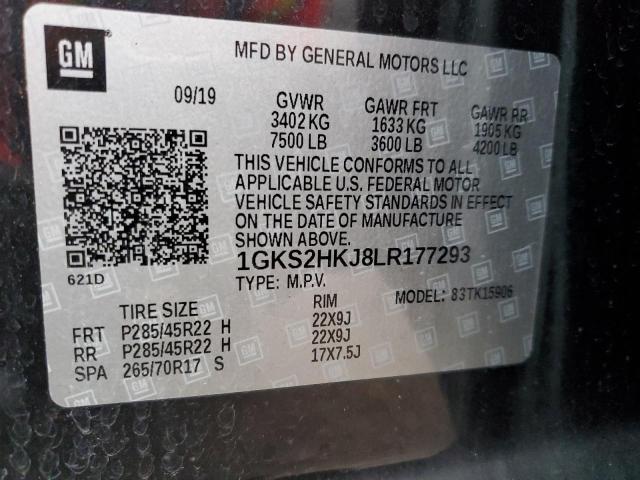 GM
MFD BY GENERAL MOTORS LLC
09/19 GVWR GAWR FRT GAWR RR
3402 KG 1633 KG 1905 KG
7500 LB 3600 LB 4200 LB
THIS VEHICLE CONFORMS TO ALL
APPLICABLE U.S. FEDERAL MOTOR
VEHICLE SAFETY STANDARDS IN EFFECT
ON THE DATE OF MANUFACTURE
SHOWN ABOVE.
1GKS2HKJ8LR177293
621D
TYPE: M.P.V. MODEL: 83TK15906
TIRE SIZE RIM
FRT P285/45R22 H 22X9J
RR P285/45R22 H 22X9J
SPA 265/70R17 S 17X7.5J